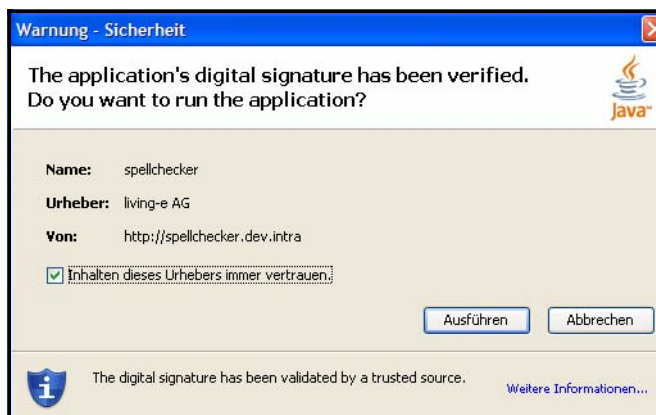 Warnung - Sicherheit
The application's digital signature has been verified.
Do you want to run the application?
Java™
Name: spellchecker
Urheber: living-e AG
Von: http://spellchecker.dev.intra
Inhalten dieses Urhebers immer vertrauen.
Ausführen Abbrechen
The digital signature has been validated by a trusted source. Weitere Informationen...